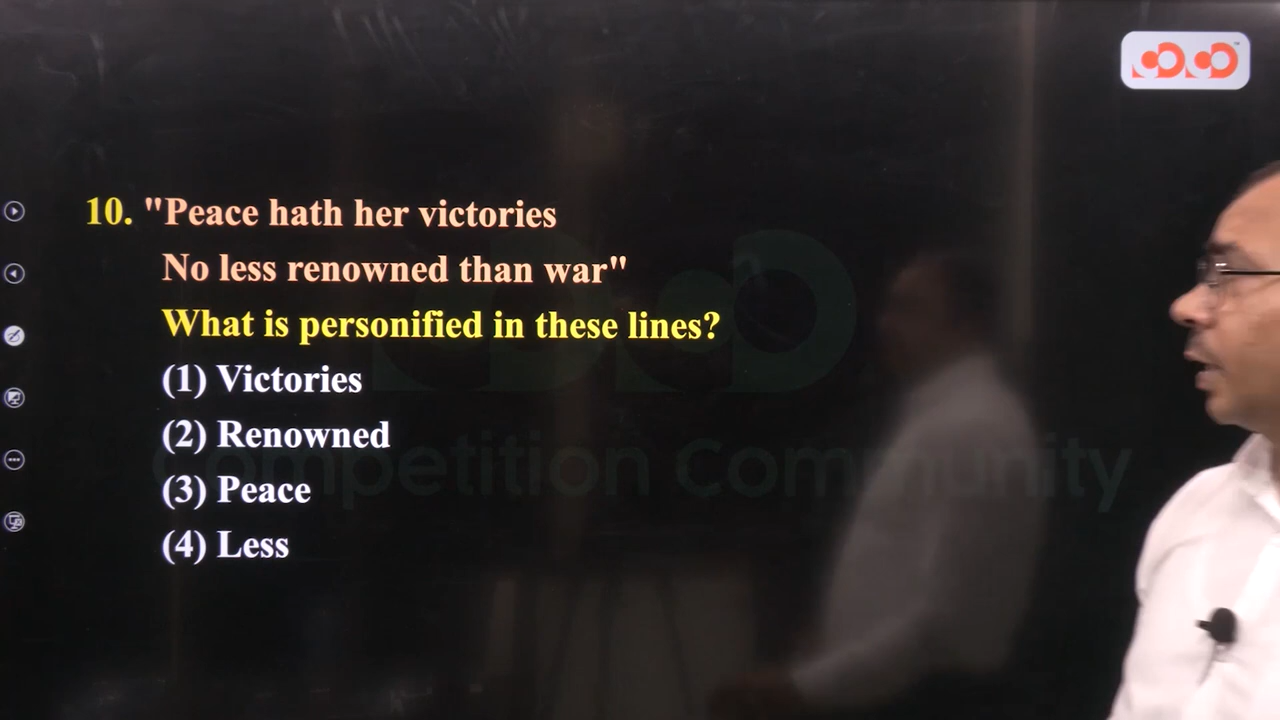 10. "Peace hath her victories
No less renowned than war"
What is personified in these lines?
(1) Victories
(2) Renowned
(3) Peace
(4) Less
Competition Community